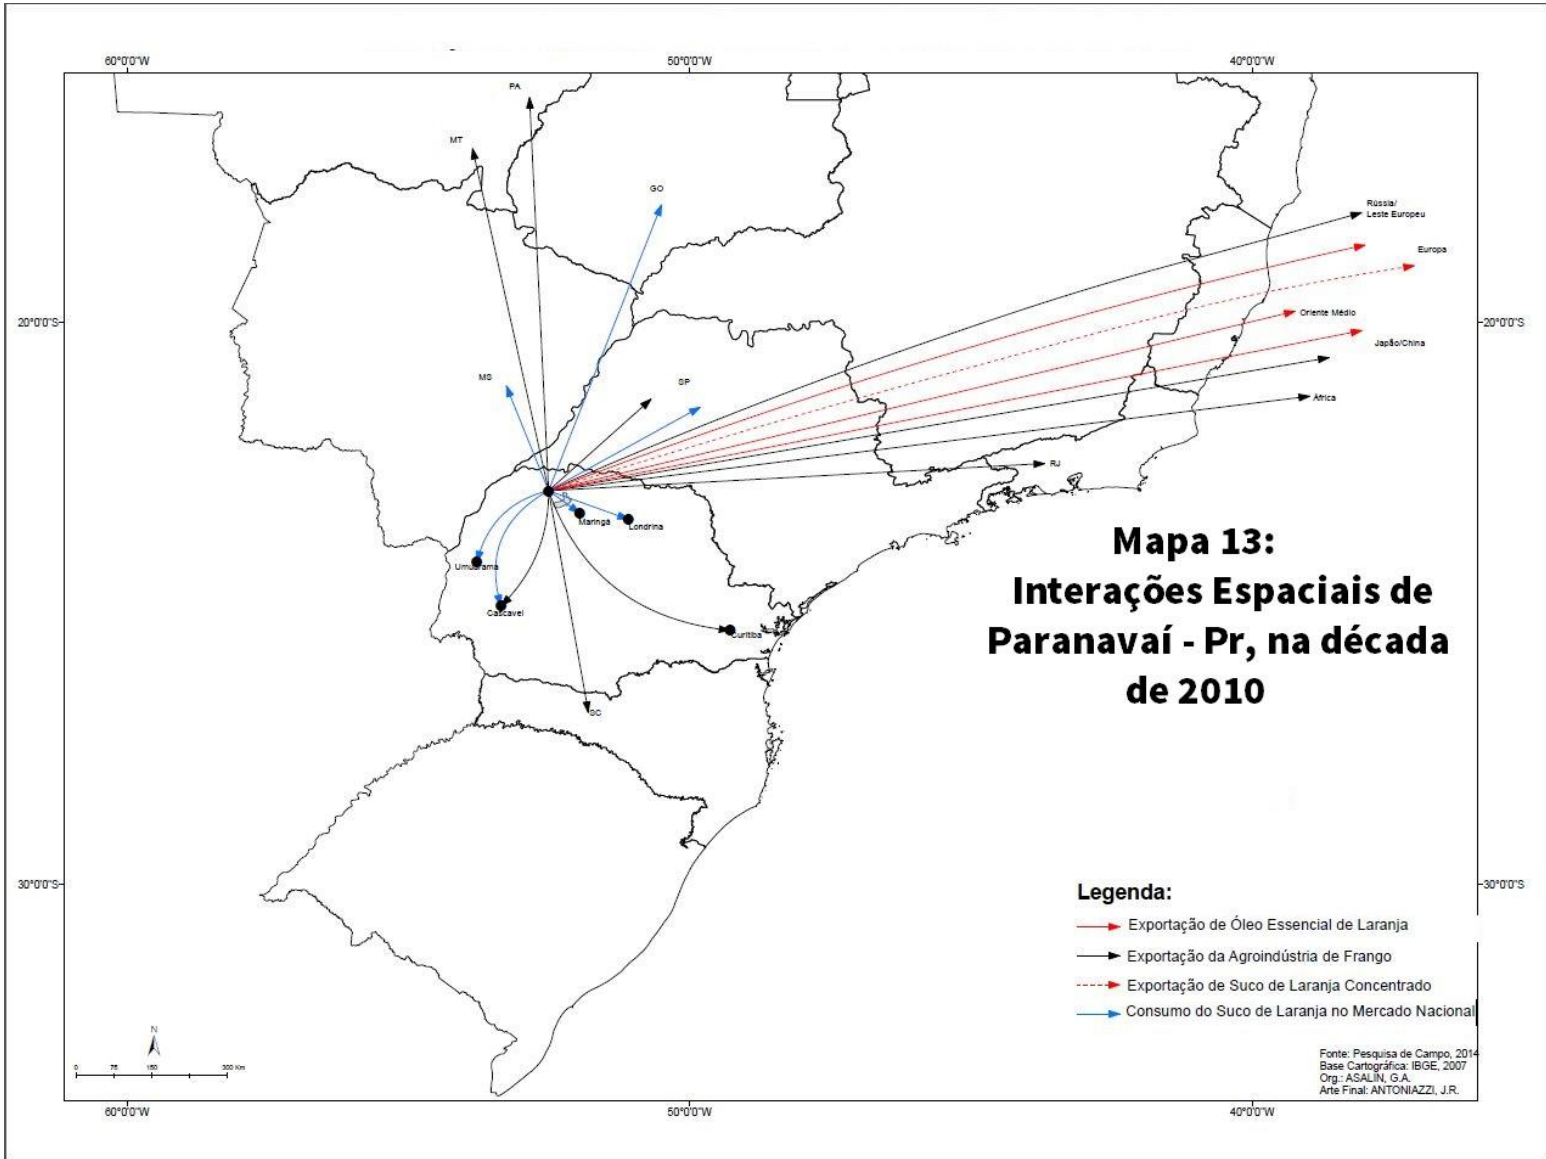 60°0'0"W
50°0'0"W
40°0'0"W
PA
MT
GO
Rússia/
Leste Europeu
Europa
Oriente Médio
20°0'0"S
20°0'0"S
Japão/China
MS
SP
África
RJ
Maringá
Londrina
Umuarama
Cascavel
Curitiba
SC
Mapa 13:
Interações Espaciais de
Paranavaí - Pr, na década
de 2010
30°0'0"S
30°0'0"S
Legenda:
Exportação de Óleo Essencial de Laranja
Exportação da Agroindústria de Frango
Exportação de Suco de Laranja Concentrado
Consumo do Suco de Laranja no Mercado Nacional
N
0 75 150 300 Km
Fonte: Pesquisa de Campo, 2014
Base Cartográfica: IBGE, 2007
Org.: ASALIN, G.A.
Arte Final: ANTONIAZZI, J.R.
60°0'0"W
50°0'0"W
40°0'0"W